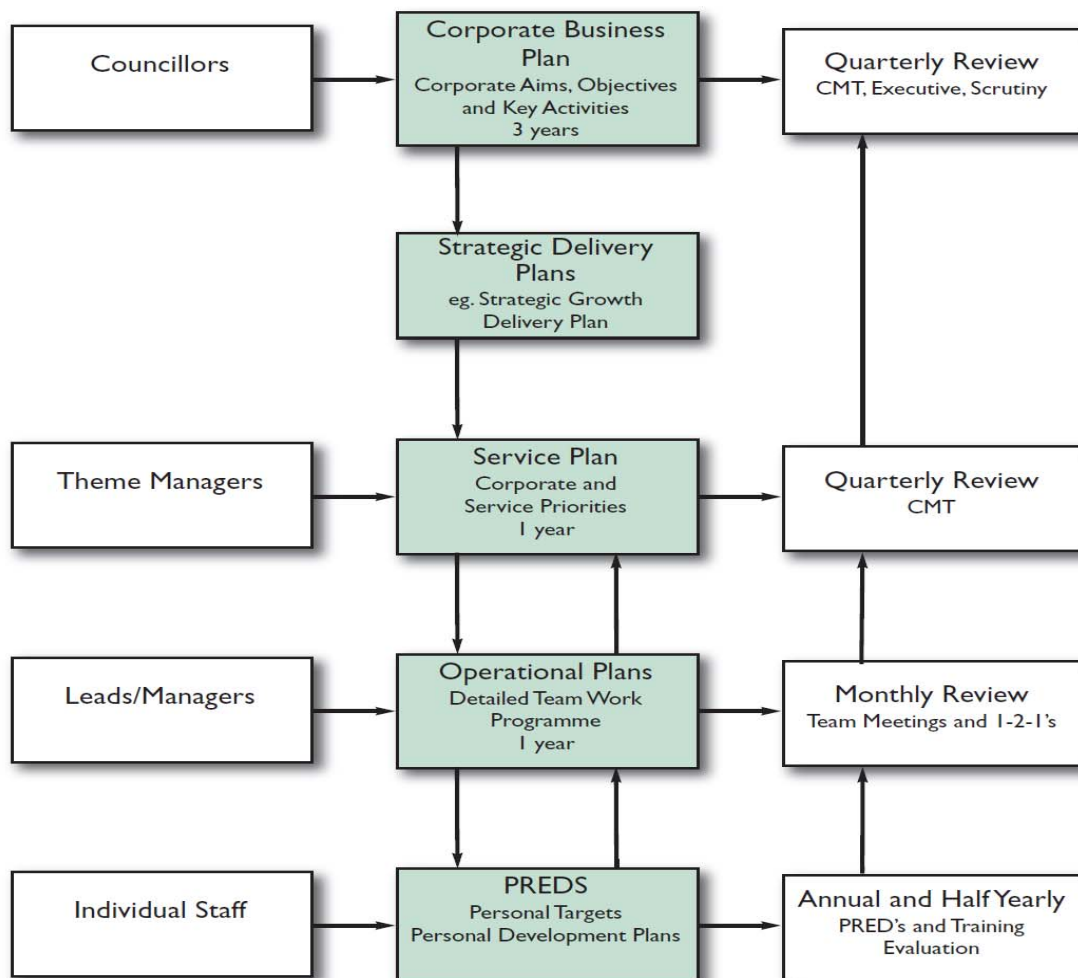 Councillors
Corporate Business
Plan
Corporate Aims, Objectives
and Key Activities
3 years
Quarterly Review
CMT, Executive, Scrutiny
Strategic Delivery
Plans
eg. Strategic Growth
Delivery Plan
Theme Managers
Service Plan
Corporate and
Service Priorities
1 year
Quarterly Review
CMT
Leads/Managers
Operational Plans
Detailed Team Work
Programme
1 year
Monthly Review
Team Meetings and 1-2-1's
Individual Staff
PREDS
Personal Targets
Personal Development Plans
Annual and Half Yearly
PRED's and Training
Evaluation